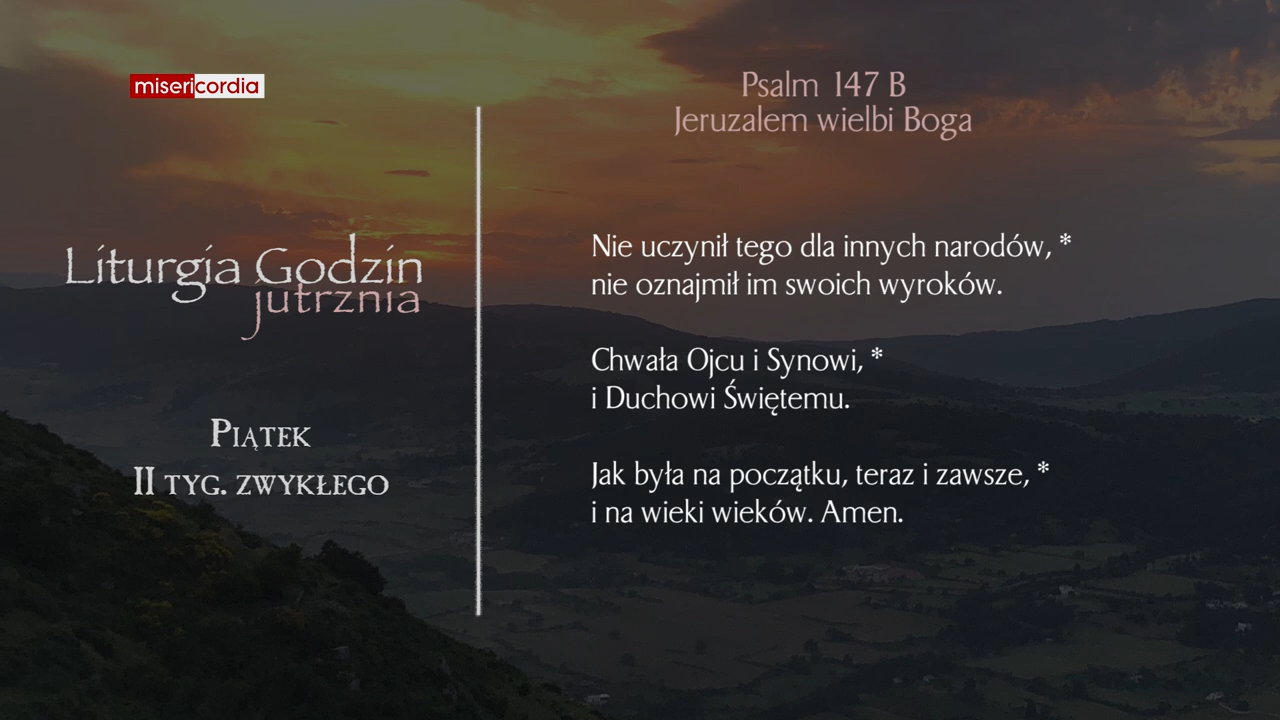 misericordia
Liturgia Godzin
jutrznia
Piątek
II tyg. zwykłego
Psalm 147 B
Jeruzalem wielbi Boga
Nie uczynił tego dla innych narodów, *
nie oznajmił im swoich wyroków.
Chwała Ojcu i Synowi, *
i Duchowi Świętemu.
Jak była na początku, teraz i zawsze, *
i na wieki wieków. Amen.